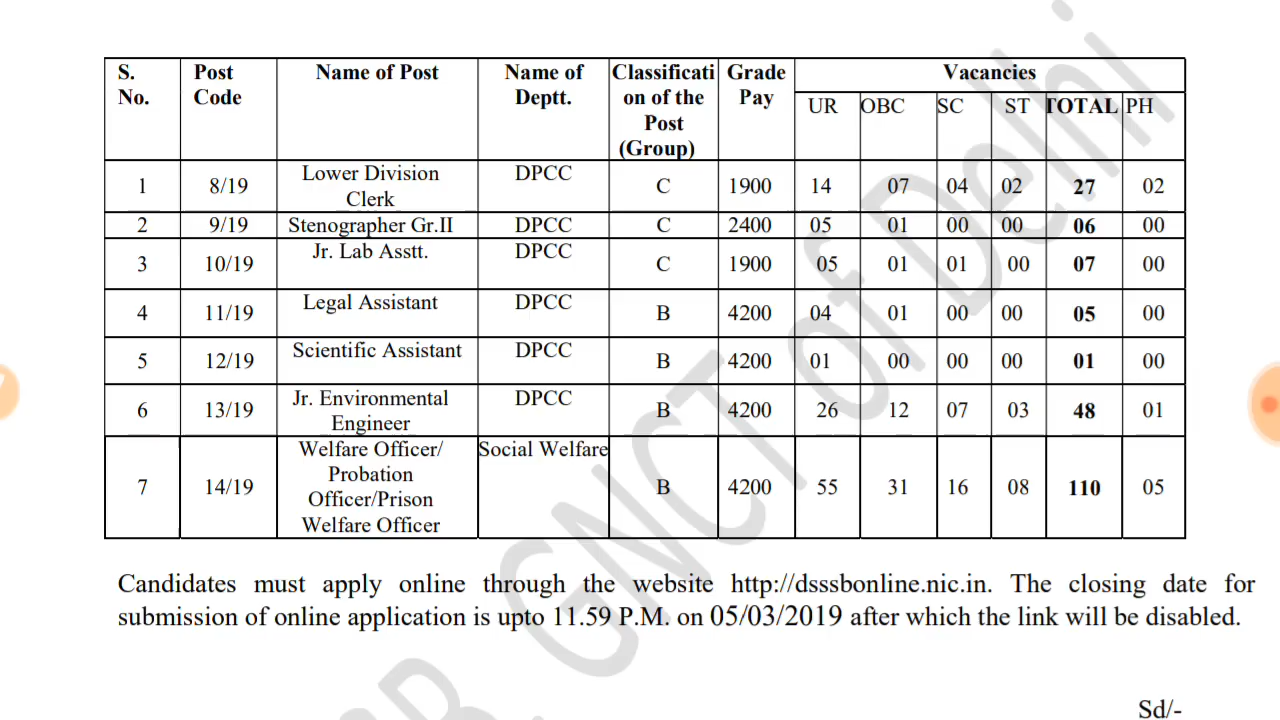 S. No. Post Code Name of Post Name of Deptt. Classificati on of the Post (Group) Grade Pay Vacancies
UR OBC SC ST TOTAL PH
1 8/19 Lower Division Clerk DPCC C 1900 14 07 04 02 27 02
2 9/19 Stenographer Gr.II DPCC C 2400 05 01 00 00 06 00
3 10/19 Jr. Lab Asstt. DPCC C 1900 05 01 01 00 07 00
4 11/19 Legal Assistant DPCC B 4200 04 01 00 00 05 00
5 12/19 Scientific Assistant DPCC B 4200 01 00 00 00 01 00
6 13/19 Jr. Environmental Engineer DPCC B 4200 26 12 07 03 48 01
7 14/19 Welfare Officer/ Probation Officer/Prison Welfare Officer Social Welfare B 4200 55 31 16 08 110 05
Candidates must apply online through the website http://dsssbonline.nic.in. The closing date for
submission of online application is upto 11.59 P.M. on 05/03/2019 after which the link will be disabled.
Sd/-
GNCT of Delhi